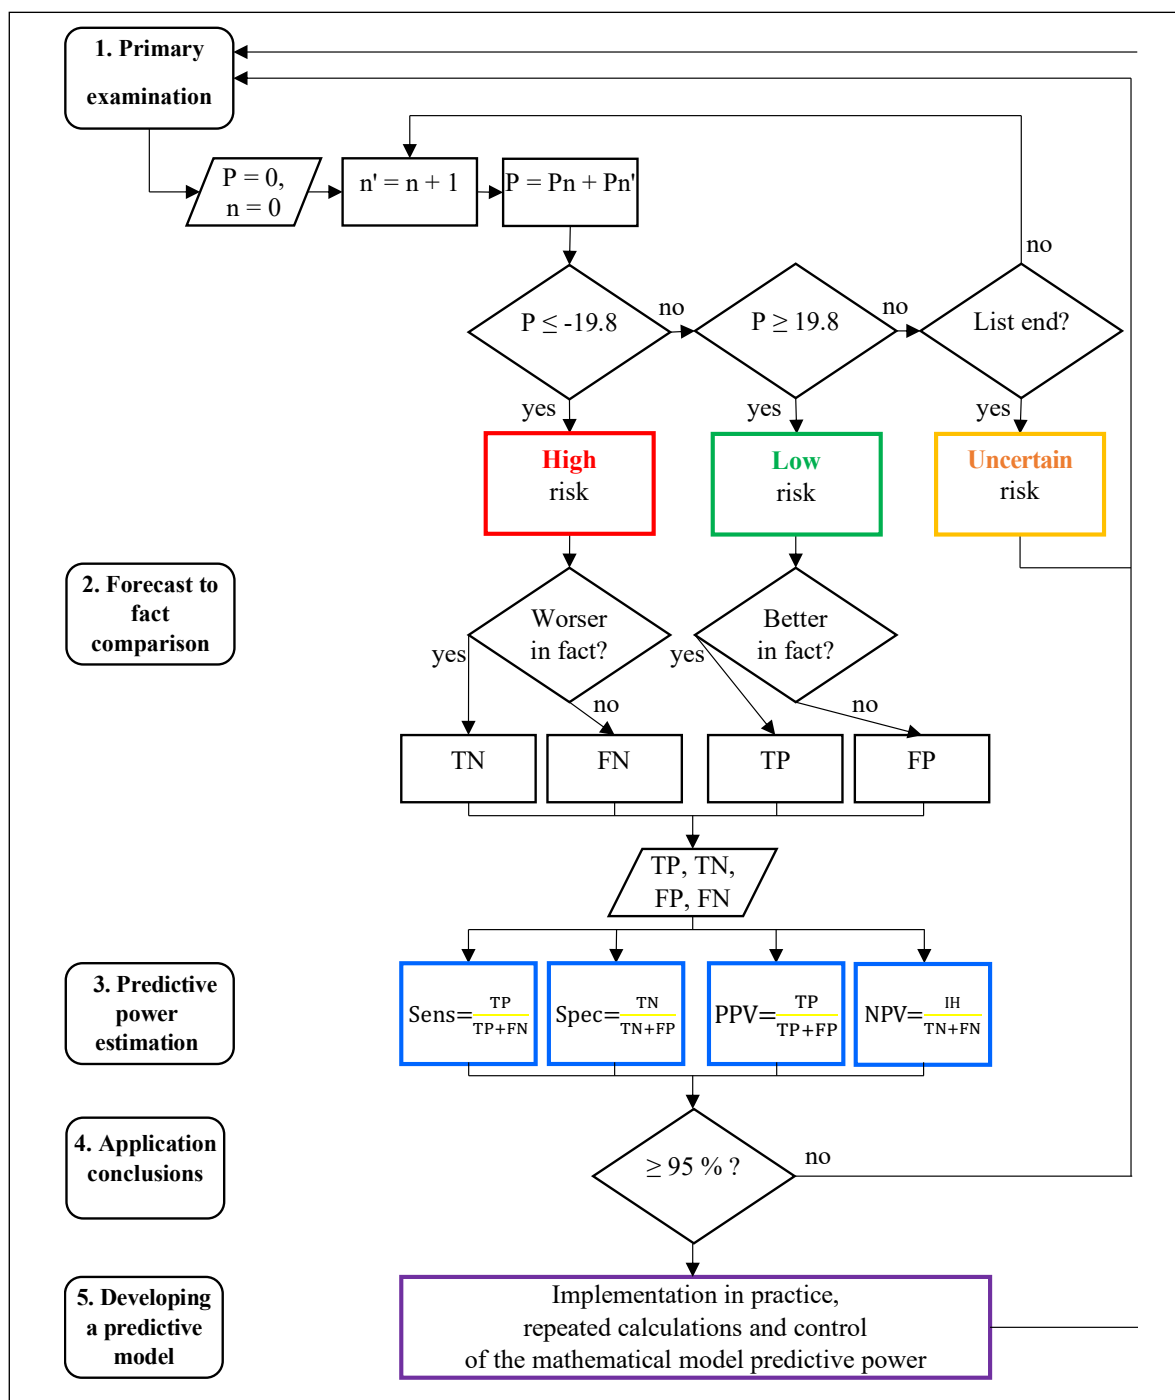 1. Primary
examination
P = 0,
n = 0
n' = n + 1
P = Pn + Pn'
P ≤ -19.8
no
P ≥ 19.8
no
List end?
no
yes
yes
yes
High
risk
Low
risk
Uncertain
risk
2. Forecast to
fact
comparison
Worser
in fact?
yes
no
Better
in fact?
yes
no
TN
FN
TP
FP
TP, TN,
FP, FN
3. Predictive
power
estimation
Sens=TP/TP+FN
Spec=TN/TN+FP
PPV=TP/TP+FP
NPV=IH/TN+FN
4. Application
conclusions
≥ 95 % ?
no
5. Developing
a predictive
model
Implementation in practice,
repeated calculations and control
of the mathematical model predictive power